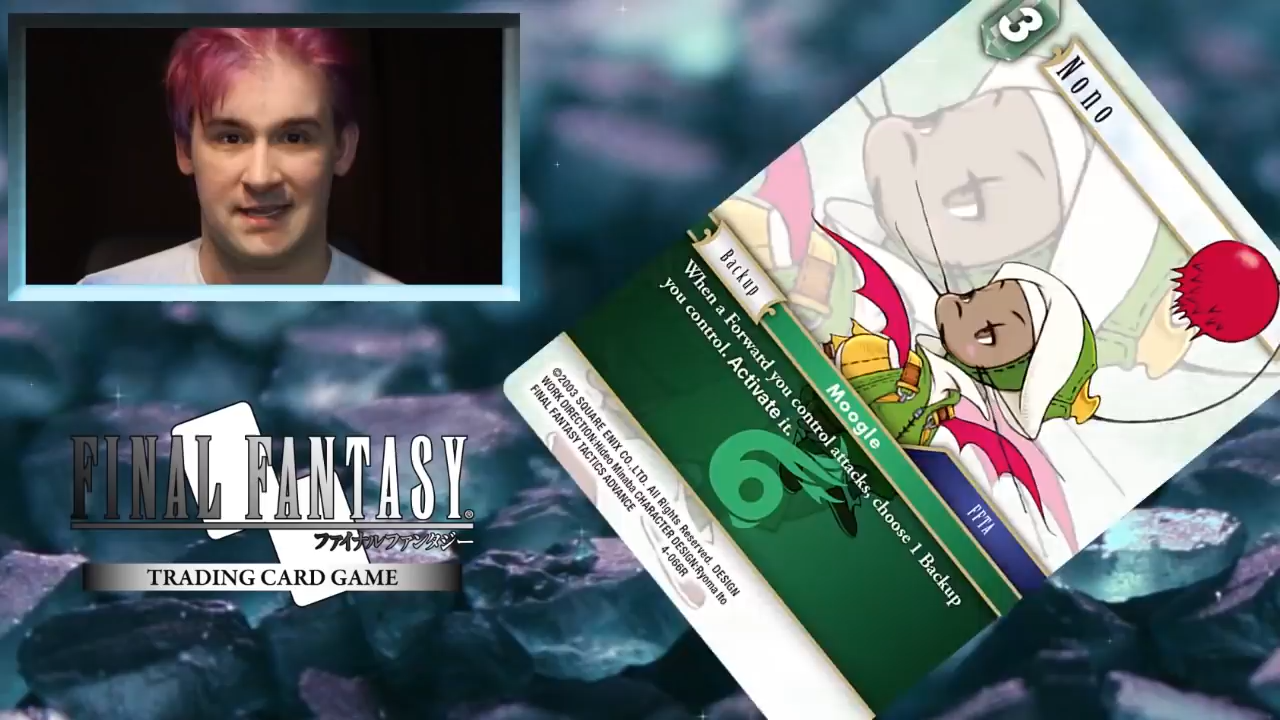 3
Nono
Backup
When a Forward you control attacks, choose 1 Backup
you control. Activate it.
Moogle
FFTA
6
©2003 SQUARE ENIX CO.,LTD. All Rights Reserved. DESIGN
WORK DIRECTION:Hideo Minaba CHARACTER DESIGN:Ryoma Ito
FINAL FANTASY TACTICS ADVANCE
4-066R
FINAL FANTASY®
ファイナルファンタジー
TRADING CARD GAME